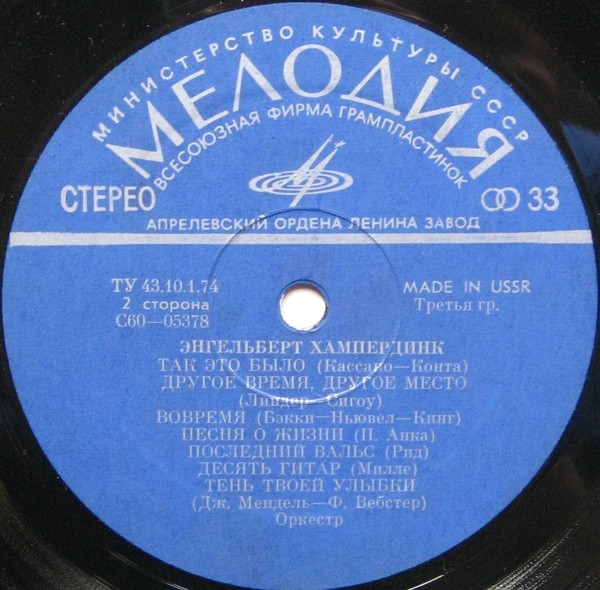 МИНИСТЕРСТВО КУЛЬТУРЫ СССР
МЕЛОДИЯ
ВСЕСОЮЗНАЯ ФИРМА ГРАМПЛАСТИНОК
СТЕРЕО 33
АПРЕЛЕВСКИЙ ОРДЕНА ЛЕНИНА ЗАВОД
ТУ 43.10.1.74 MADE IN USSR
2 сторона Третья гр.
С60—05378
ЭНГЕЛЬБЕРТ ХАМПЕРДИНК
ТАК ЭТО БЫЛО (Кассано—Конта)
ДРУГОЕ ВРЕМЯ, ДРУГОЕ МЕСТО
(Линдер—Сигоу)
ВОВРЕМЯ (Бэкки—Ньювел—Кинг)
ПЕСНЯ О ЖИЗНИ (П. Анка)
ПОСЛЕДНИЙ ВАЛЬС (Рид)
ДЕСЯТЬ ГИТАР (Милле)
ТЕНЬ ТВОЕЙ УЛЫБКИ
(Дж. Мендель—Ф. Вебстер)
Оркестр